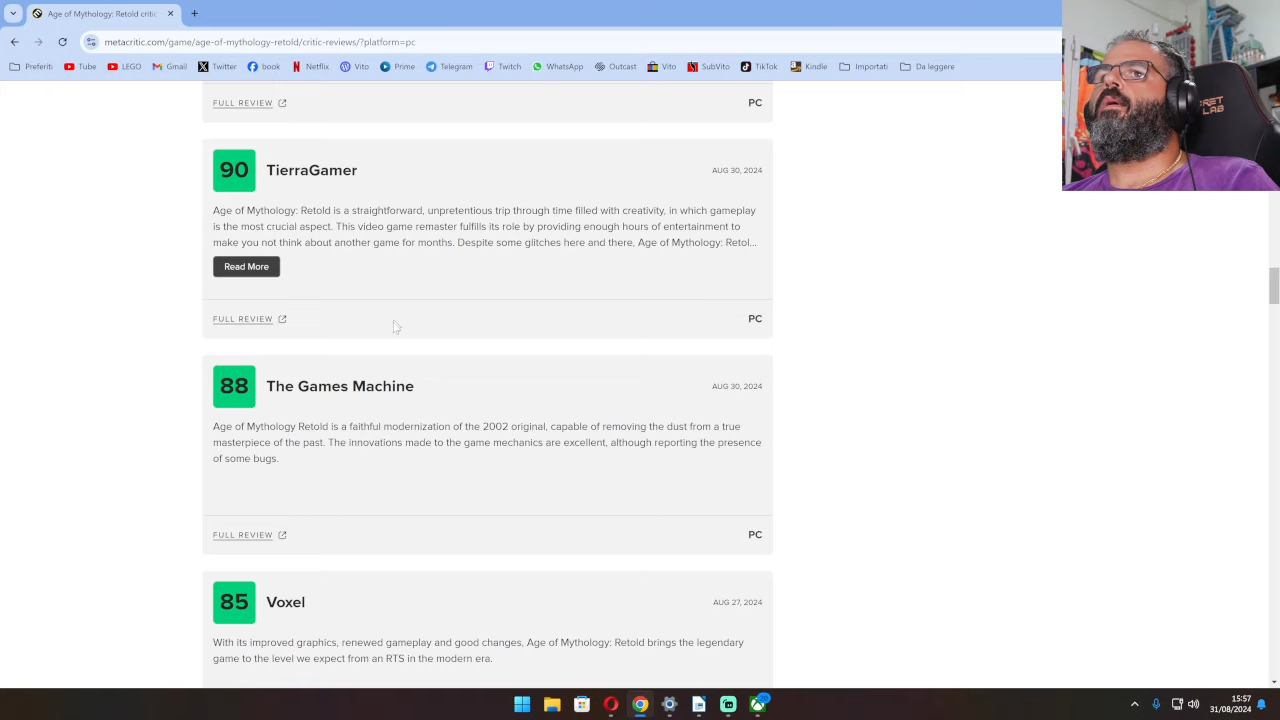 Age of Mythology: Retold critic
metacritic.com/game/age-of-mythology-retold/critic-reviews/?platform=pc
Preferiti Tube LEGO Gmail Twitter book Netflix Vito Prime Telegram Twitch WhatsApp Outcast Vito SubVito TikTok Kindle Importati Da leggere
FULL REVIEW PC
90 TierraGamer AUG 30, 2024
Age of Mythology: Retold is a straightforward, unpretentious trip through time filled with creativity, in which gameplay
is the most crucial aspect. This video game remaster fulfills its role by providing enough hours of entertainment to
make you not think about another game for months. Despite some glitches here and there, Age of Mythology: Retol...
Read More
FULL REVIEW PC
88 The Games Machine AUG 30, 2024
Age of Mythology Retold is a faithful modernization of the 2002 original, capable of removing the dust from a true
masterpiece of the past. The innovations made to the game mechanics are excellent, although reporting the presence
of some bugs.
FULL REVIEW PC
85 Voxel AUG 27, 2024
With its improved graphics, renewed gameplay and good changes, Age of Mythology: Retold brings the legendary
game to the level we expect from an RTS in the modern era.
15:57
31/08/2024